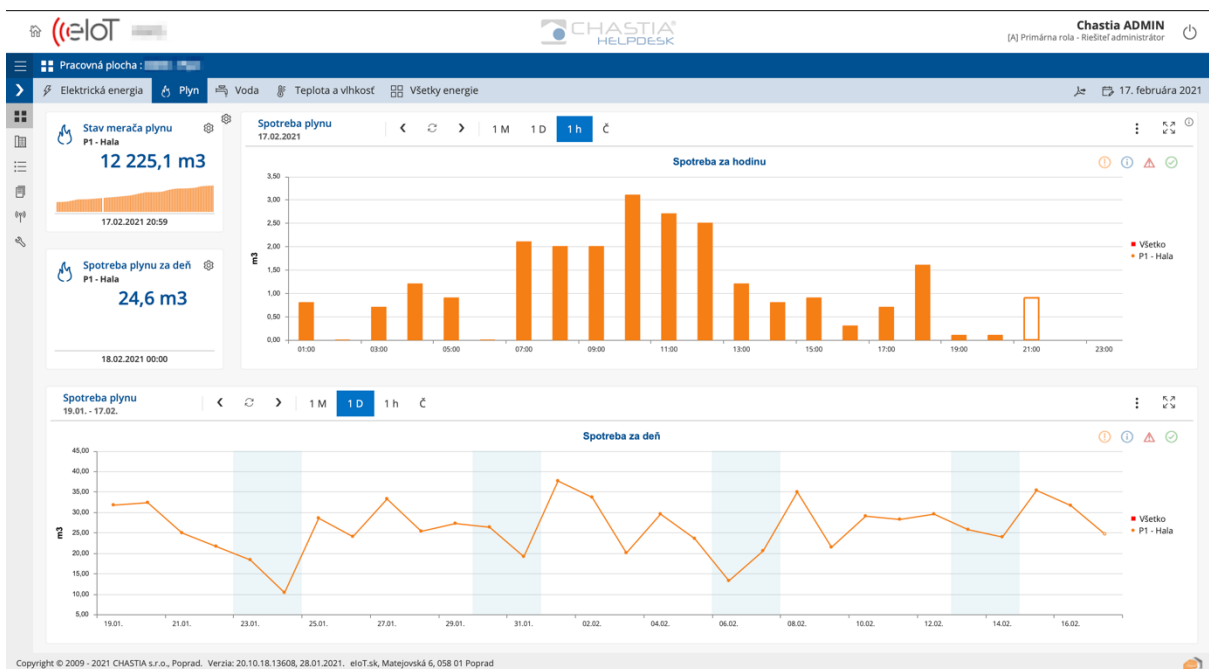 ((eIoT
CHASTIA®
HELPDESK
Chastia ADMIN
[A] Primárna rola - Riešiteľ administrátor
Pracovná plocha :
Elektrická energia Plyn Voda Teplota a vlhkosť Všetky energie 17. februára 2021
Stav merača plynu
P1 - Hala
12 225,1 m3
17.02.2021 20:59
Spotreba plynu za deň
P1 - Hala
24,6 m3
18.02.2021 00:00
Spotreba plynu
17.02.2021
1 M 1 D 1 h Č
Spotreba za hodinu
3,50
3,00
2,50
2,00
1,50
1,00
0,50
0,00
m3
01:00 03:00 05:00 07:00 09:00 11:00 13:00 15:00 17:00 19:00 21:00 23:00
Všetko
P1 - Hala
Spotreba plynu
19.01. - 17.02.
1 M 1 D 1 h Č
Spotreba za deň
45,00
40,00
35,00
30,00
25,00
20,00
15,00
10,00
5,00
m3
19.01. 21.01. 23.01. 25.01. 27.01. 29.01. 31.01. 02.02. 04.02. 06.02. 08.02. 10.02. 12.02. 14.02. 16.02.
Všetko
P1 - Hala
Copyright © 2009 - 2021 CHASTIA s.r.o., Poprad. Verzia: 20.10.18.13608, 28.01.2021. eIoT.sk, Matejovská 6, 058 01 Poprad